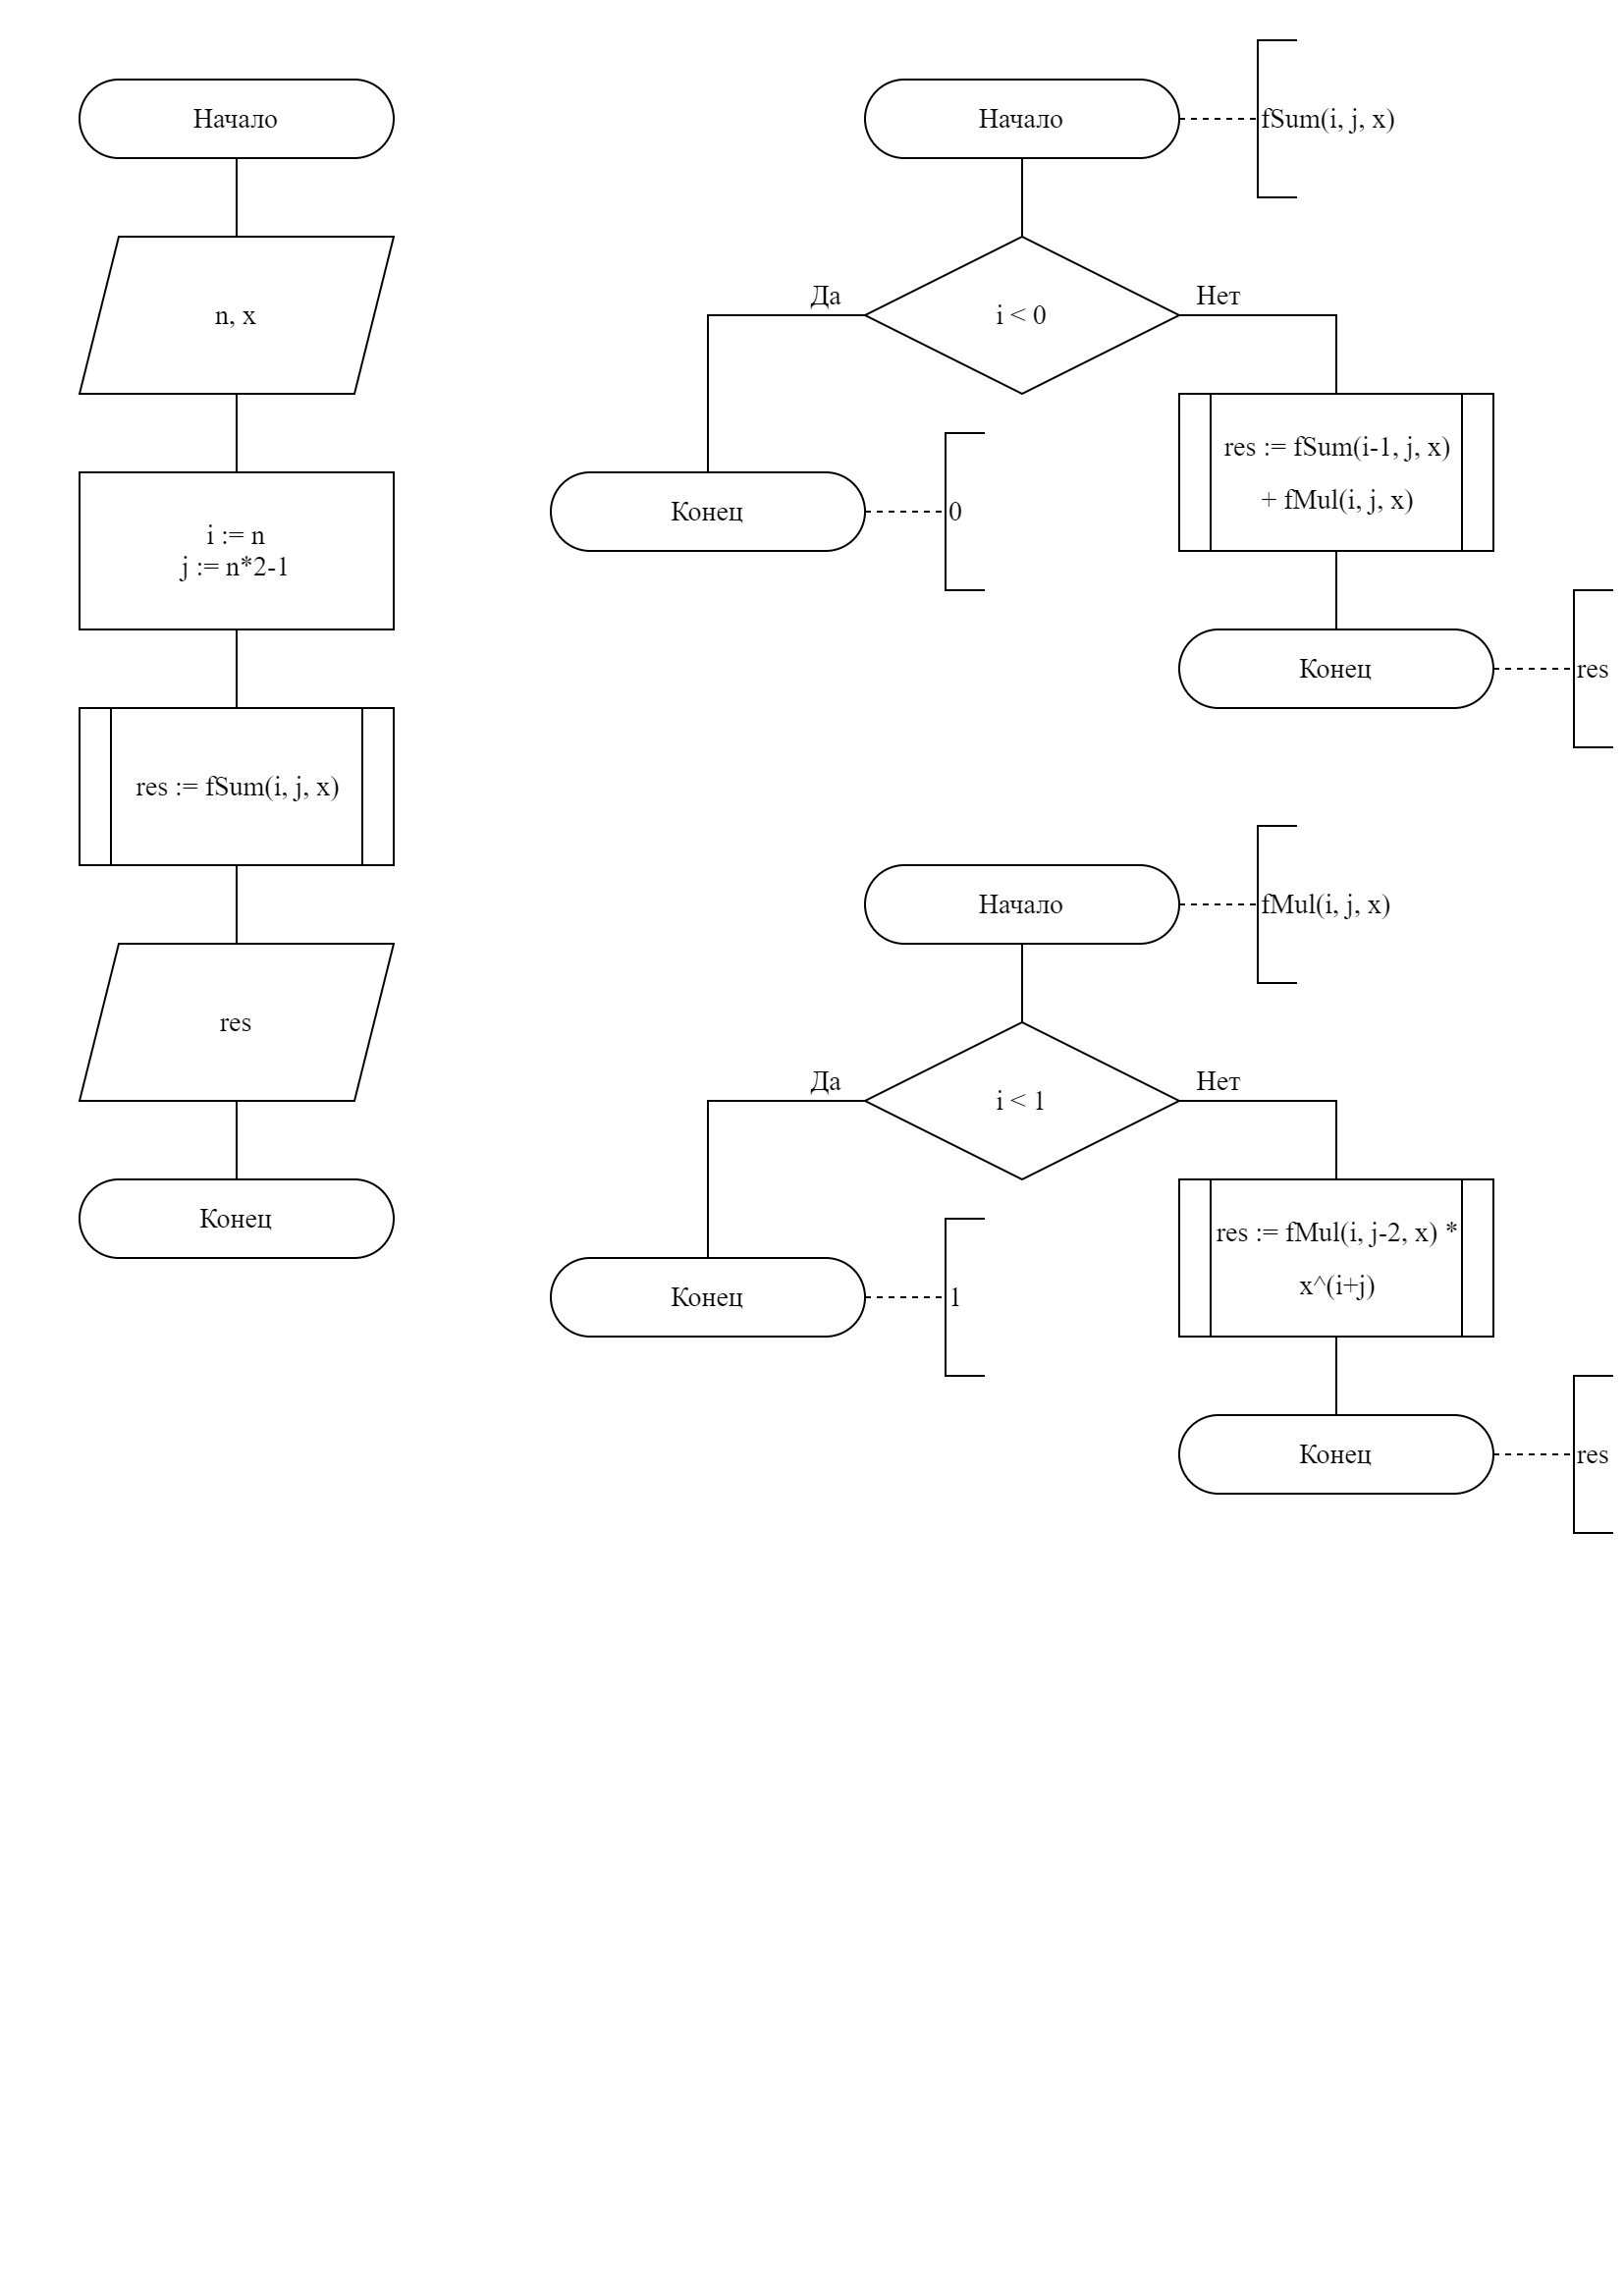 Начало
n, x
i := n
j := n*2-1
res := fSum(i, j, x)
res
Конец
Начало
fSum(i, j, x)
i < 0
Да
Нет
Конец
0
res := fSum(i-1, j, x)
+ fMul(i, j, x)
Конец
res
Начало
fMul(i, j, x)
i < 1
Да
Нет
Конец
1
res := fMul(i, j-2, x) *
x^(i+j)
Конец
res